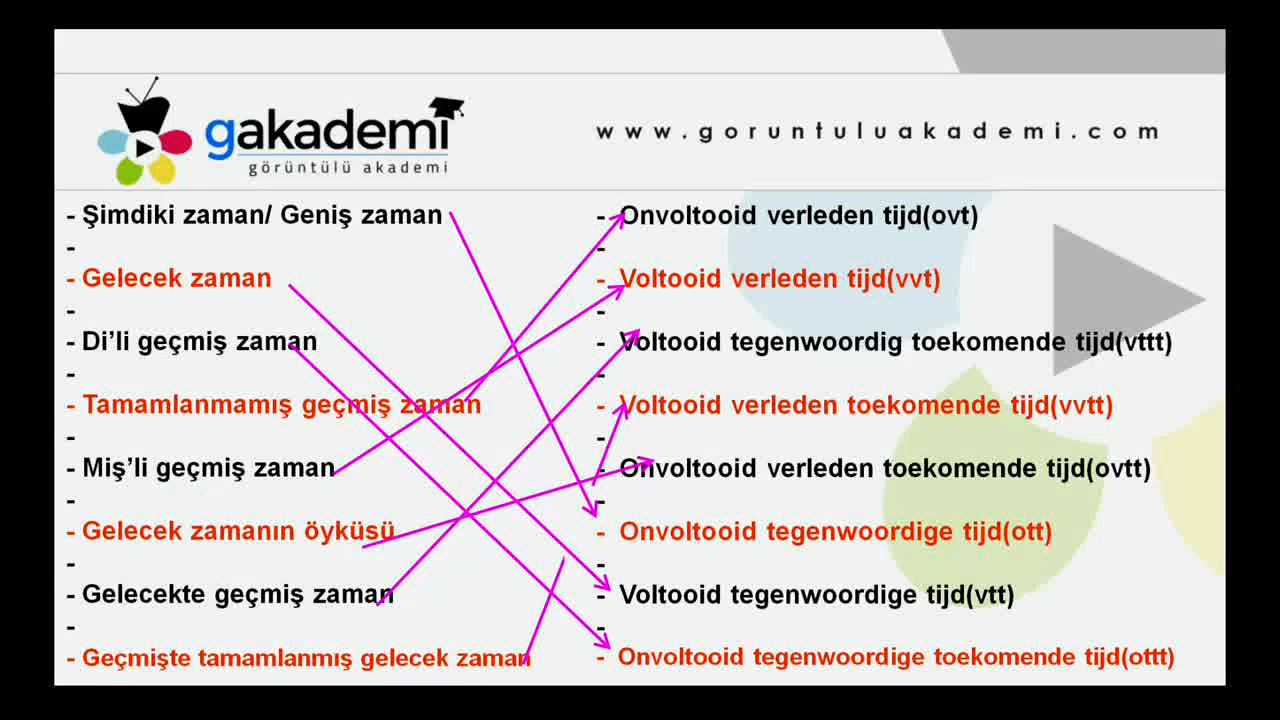 gakademi
görüntülü akademi
www.goruntuluakademi.com
- Şimdiki zaman/ Geniş zaman
-
- Gelecek zaman
-
- Di’li geçmiş zaman
-
- Tamamlanmamış geçmiş zaman
-
- Miş’li geçmiş zaman
-
- Gelecek zamanın öyküsü
-
- Gelecekte geçmiş zaman
-
- Geçmişte tamamlanmış gelecek zaman
- Onvoltooid verleden tijd(ovt)
-
- Voltooid verleden tijd(vvt)
-
- Voltooid tegenwoordig toekomende tijd(vttt)
-
- Voltooid verleden toekomende tijd(vvtt)
-
- Onvoltooid verleden toekomende tijd(ovtt)
-
- Onvoltooid tegenwoordige tijd(ott)
-
- Voltooid tegenwoordige tijd(vtt)
-
- Onvoltooid tegenwoordige toekomende tijd(ottt)